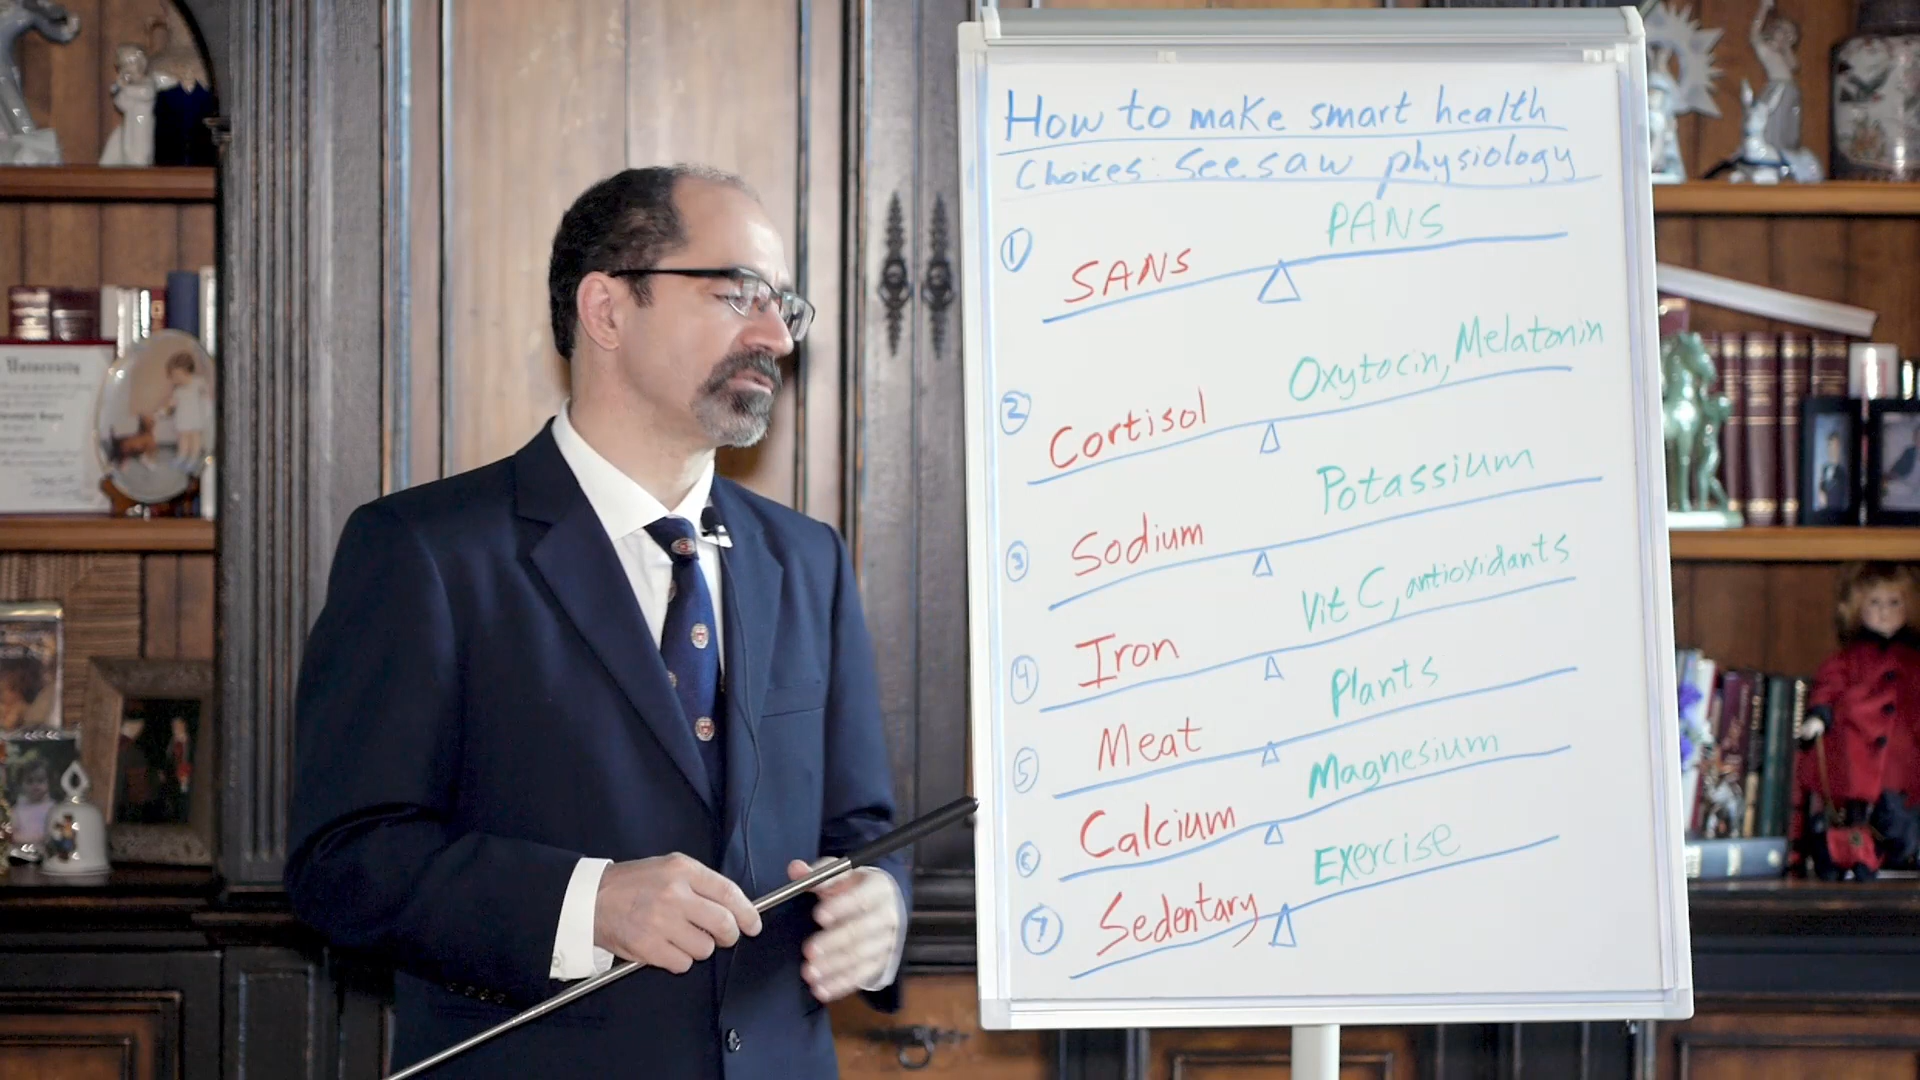 University
How to make smart health
Choices: Seesaw physiology
1 SANS PANS
2 Cortisol Oxytocin, Melatonin
3 Sodium Potassium
4 Iron Vit C, antioxidants
5 Meat Plants
6 Calcium Magnesium
7 Sedentary Exercise